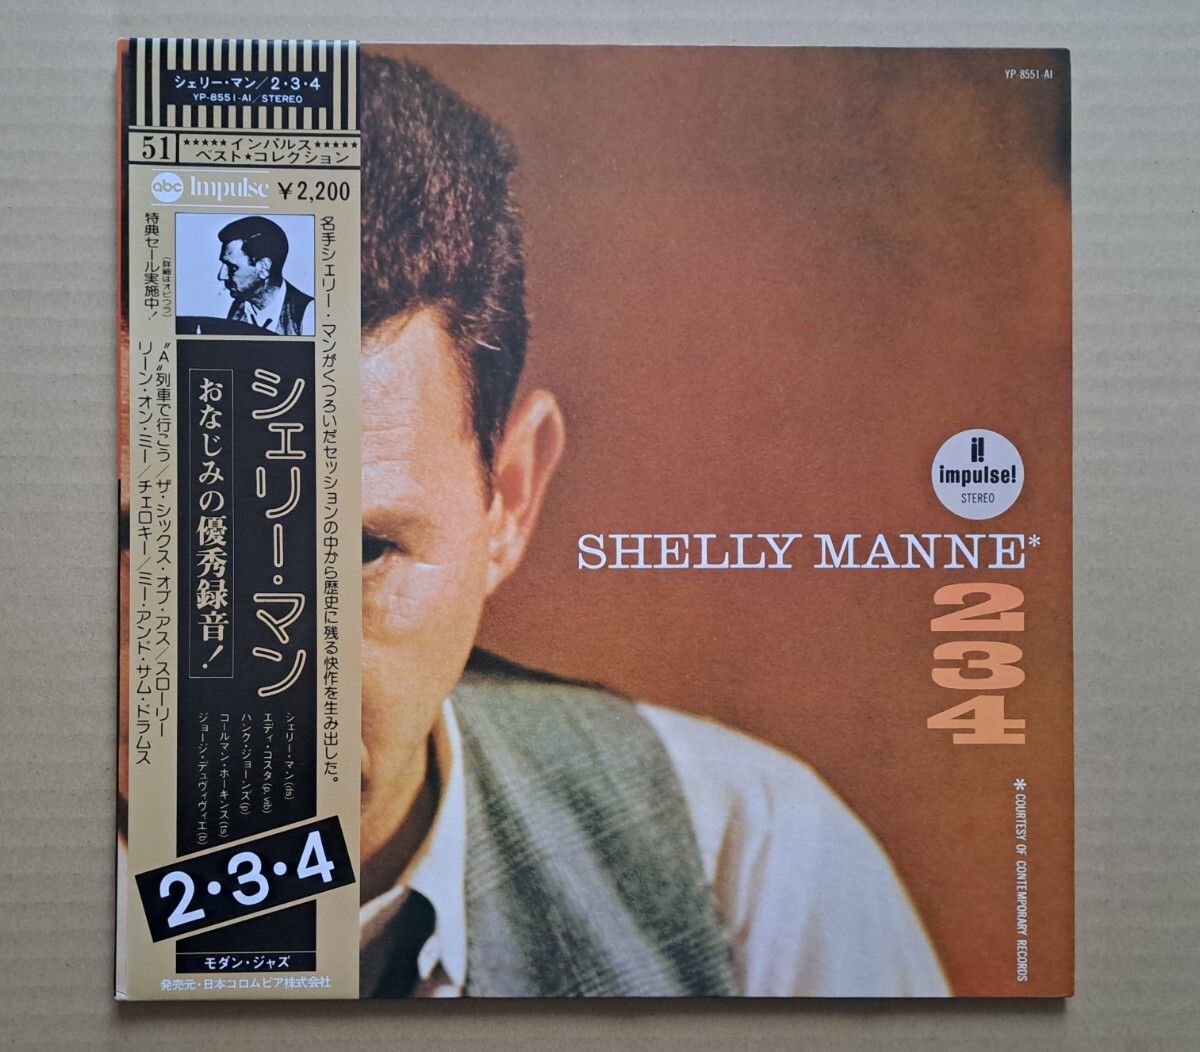 シェリー・マン/2・3・4
YP-8551-AI/STEREO
51
★★★★★インパルス★★★★★
ベスト★コレクション
abc Impulse ¥2,200
名手シェリー・マンがくつろいだセッションの中から歴史に残る快作を生み出した。
特典セール実施中!
(詳細はオビウラ)
シェリー・マン
おなじみの優秀録音!
"A"列車で行こう/ザ・シックス・オブ・アス/スローリー
リーン・オン・ミー/チェロキー/ミー・アンド・サム・ドラムス
シェリー・マン(ds)
エディ・コスタ(p, vib)
ハンク・ジョーンズ(p)
コールマン・ホーキンス(ts)
ジョージ・デュヴィヴィエ(b)
2・3・4
モダン・ジャズ
発売元・日本コロムビア株式会社
YP-8551-AI
i!
impulse!
STEREO
SHELLY MANNE*
2
3
4
*COURTESY OF CONTEMPORARY RECORDS